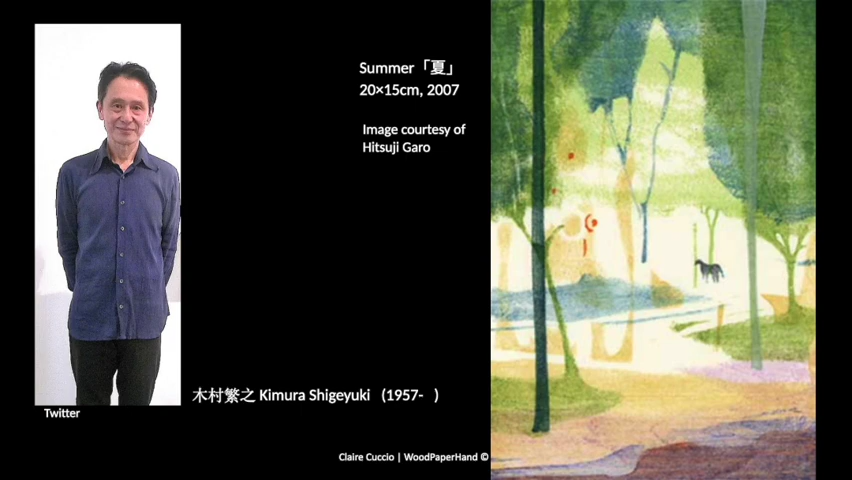 Summer「夏」
20×15cm, 2007
Image courtesy of
Hitsuji Garo
木村繁之 Kimura Shigeyuki (1957- )
Twitter
Claire Cuccio | WoodPaperHand ©